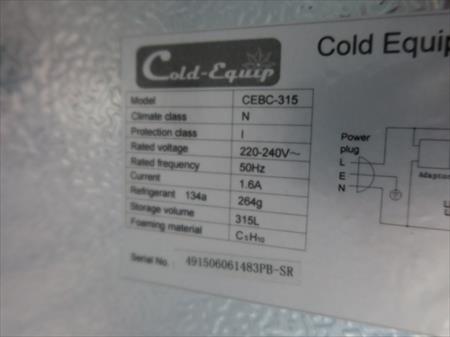 Cold-Equip
Cold Equip
Model CEBC-315
Climate class N
Protection class I
Rated voltage 220-240V~
Rated frequency 50Hz
Current 1.6A
Refrigerant 134a 264g
Storage volume 315L
Foaming material C₅H₁₀
Serial No. 491506061483PB-SR
Power
plug
L
E
N
Adaptor